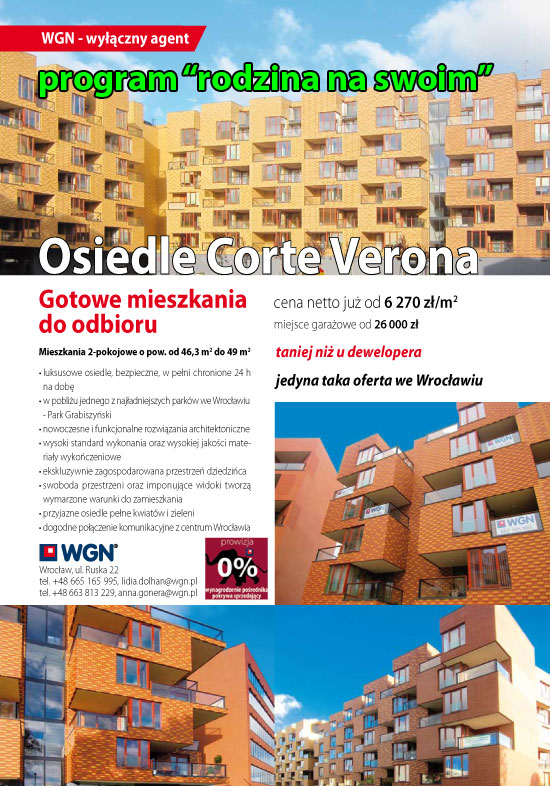 WGN - wyłączny agent
program “rodzina na swoim”
Osiedle Corte Verona
Gotowe mieszkania
do odbioru
Mieszkania 2-pokojowe o pow. od 46,3 m² do 49 m²
• luksusowe osiedle, bezpieczne, w pełni chronione 24 h
na dobę
• w pobliżu jednego z najładniejszych parków we Wrocławiu
- Park Grabiszyński
• nowoczesne i funkcjonalne rozwiązania architektoniczne
• wysoki standard wykonania oraz wysokiej jakości mate-
riały wykończeniowe
• ekskluzywnie zagospodarowana przestrzeń dziedzińca
• swoboda przestrzeni oraz imponujące widoki tworzą
wymarzone warunki do zamieszkania
• przyjazne osiedle pełne kwiatów i zieleni
• dogodne połączenie komunikacyjne z centrum Wrocławia
cena netto już od 6 270 zł/m²
miejsce garażowe od 26 000 zł
taniej niż u dewelopera
jedyna taka oferta we Wrocławiu
WGN
WGN
WGN
WGN
Wrocław, ul. Ruska 22
tel. +48 665 165 995, lidia.dolhan@wgn.pl
tel. +48 663 813 229, anna.gonera@wgn.pl
prowizja
0%
wynagrodzenie pośrednika
pokrywa sprzedający